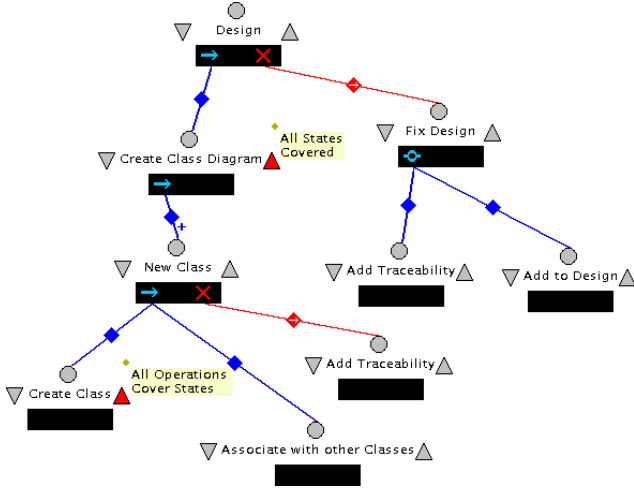 Design
All States
Covered
Fix Design
Create Class Diagram
New Class
Add Traceability
Add to Design
All Operations
Cover States
Add Traceability
Create Class
Associate with other Classes